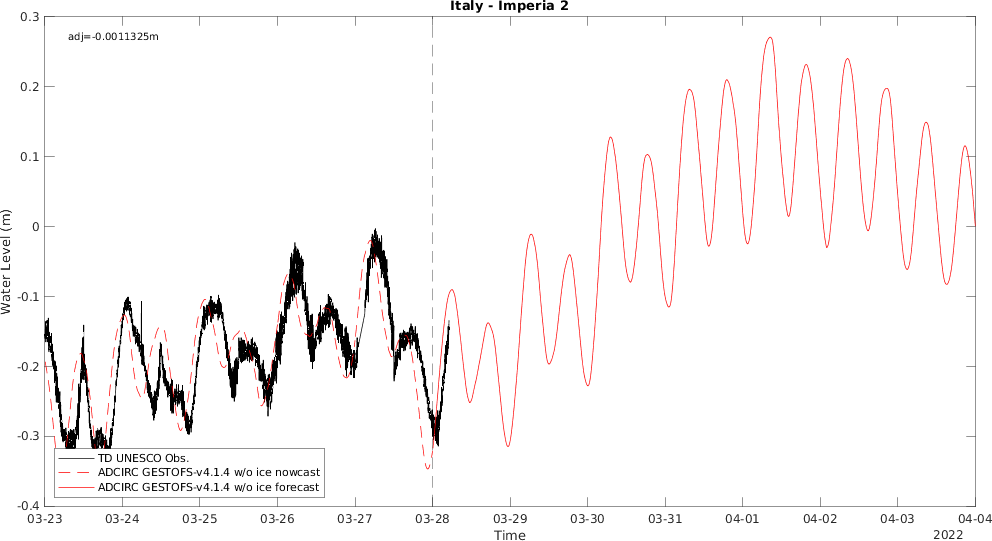 Italy - Imperia 2
adj=-0.0011325m
Water Level (m)
0.3
0.2
0.1
0
-0.1
-0.2
-0.3
-0.4
TD UNESCO Obs.
ADCIRC GESTOFS-v4.1.4 w/o ice nowcast
ADCIRC GESTOFS-v4.1.4 w/o ice forecast
03-23 03-24 03-25 03-26 03-27 03-28 03-29 03-30 03-31 04-01 04-02 04-03 04-04
Time
2022